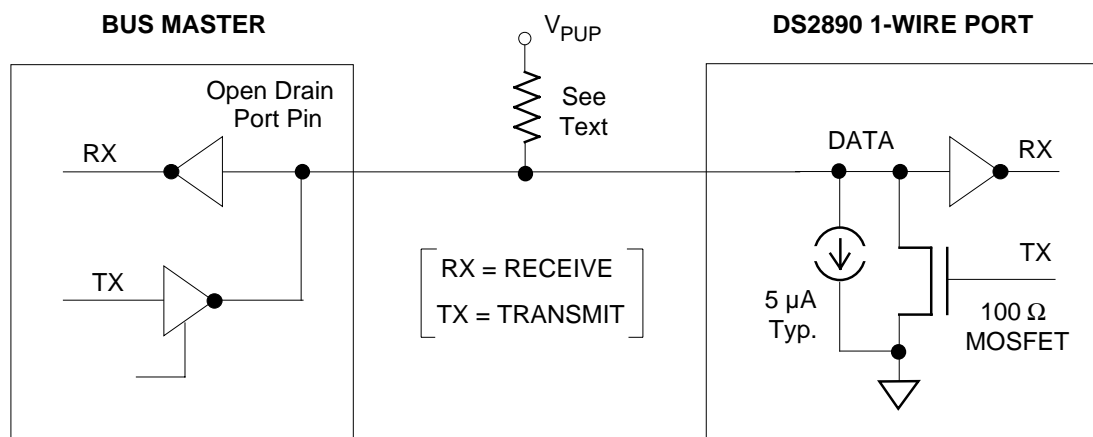 BUS MASTER
V_PUP
DS2890 1-WIRE PORT
Open Drain
Port Pin
See
Text
RX
DATA
RX
TX
RX = RECEIVE
TX = TRANSMIT
5 µA
Typ.
TX
100 Ω
MOSFET